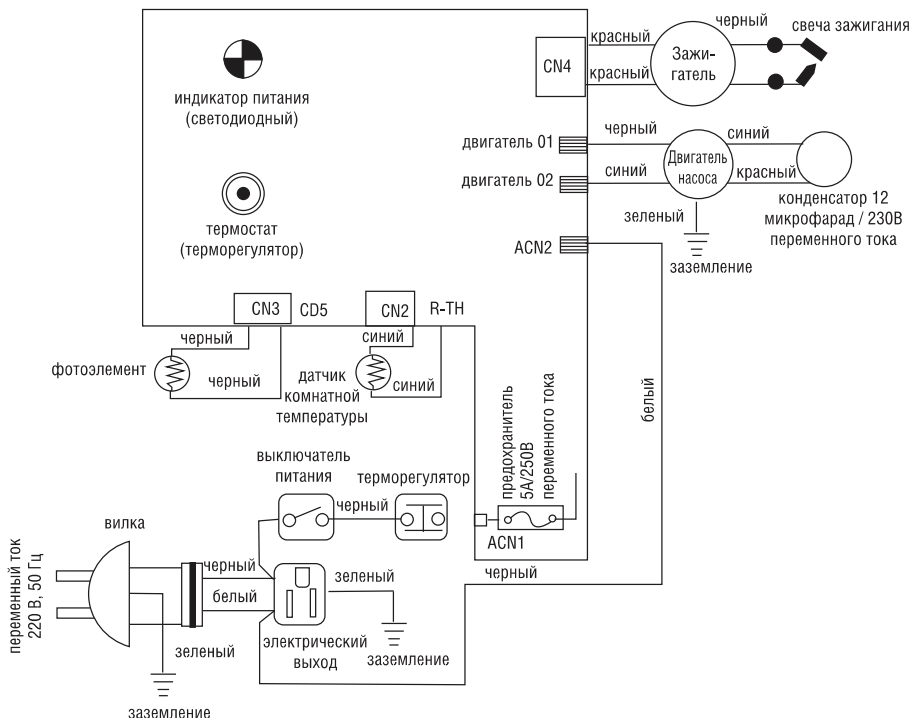 черный
свеча зажигания
красный
CN4
Зажи-
гатель
красный
индикатор питания
(светодиодный)
двигатель 01
черный
синий
Двигатель
насоса
двигатель 02
синий
красный
конденсатор 12
микрофарад / 230В
переменного тока
зеленый
термостат
(терморегулятор)
ACN2
заземление
CN3
CD5
CN2
R-TH
черный
синий
фотоэлемент
черный
датчик
комнатной
температуры
синий
белый
предохранитель
5А/250В
переменного тока
выключатель
питания
терморегулятор
черный
ACN1
вилка
переменный ток
220 В, 50 Гц
черный
белый
зеленый
черный
зеленый
электрический
выход
заземление
заземление